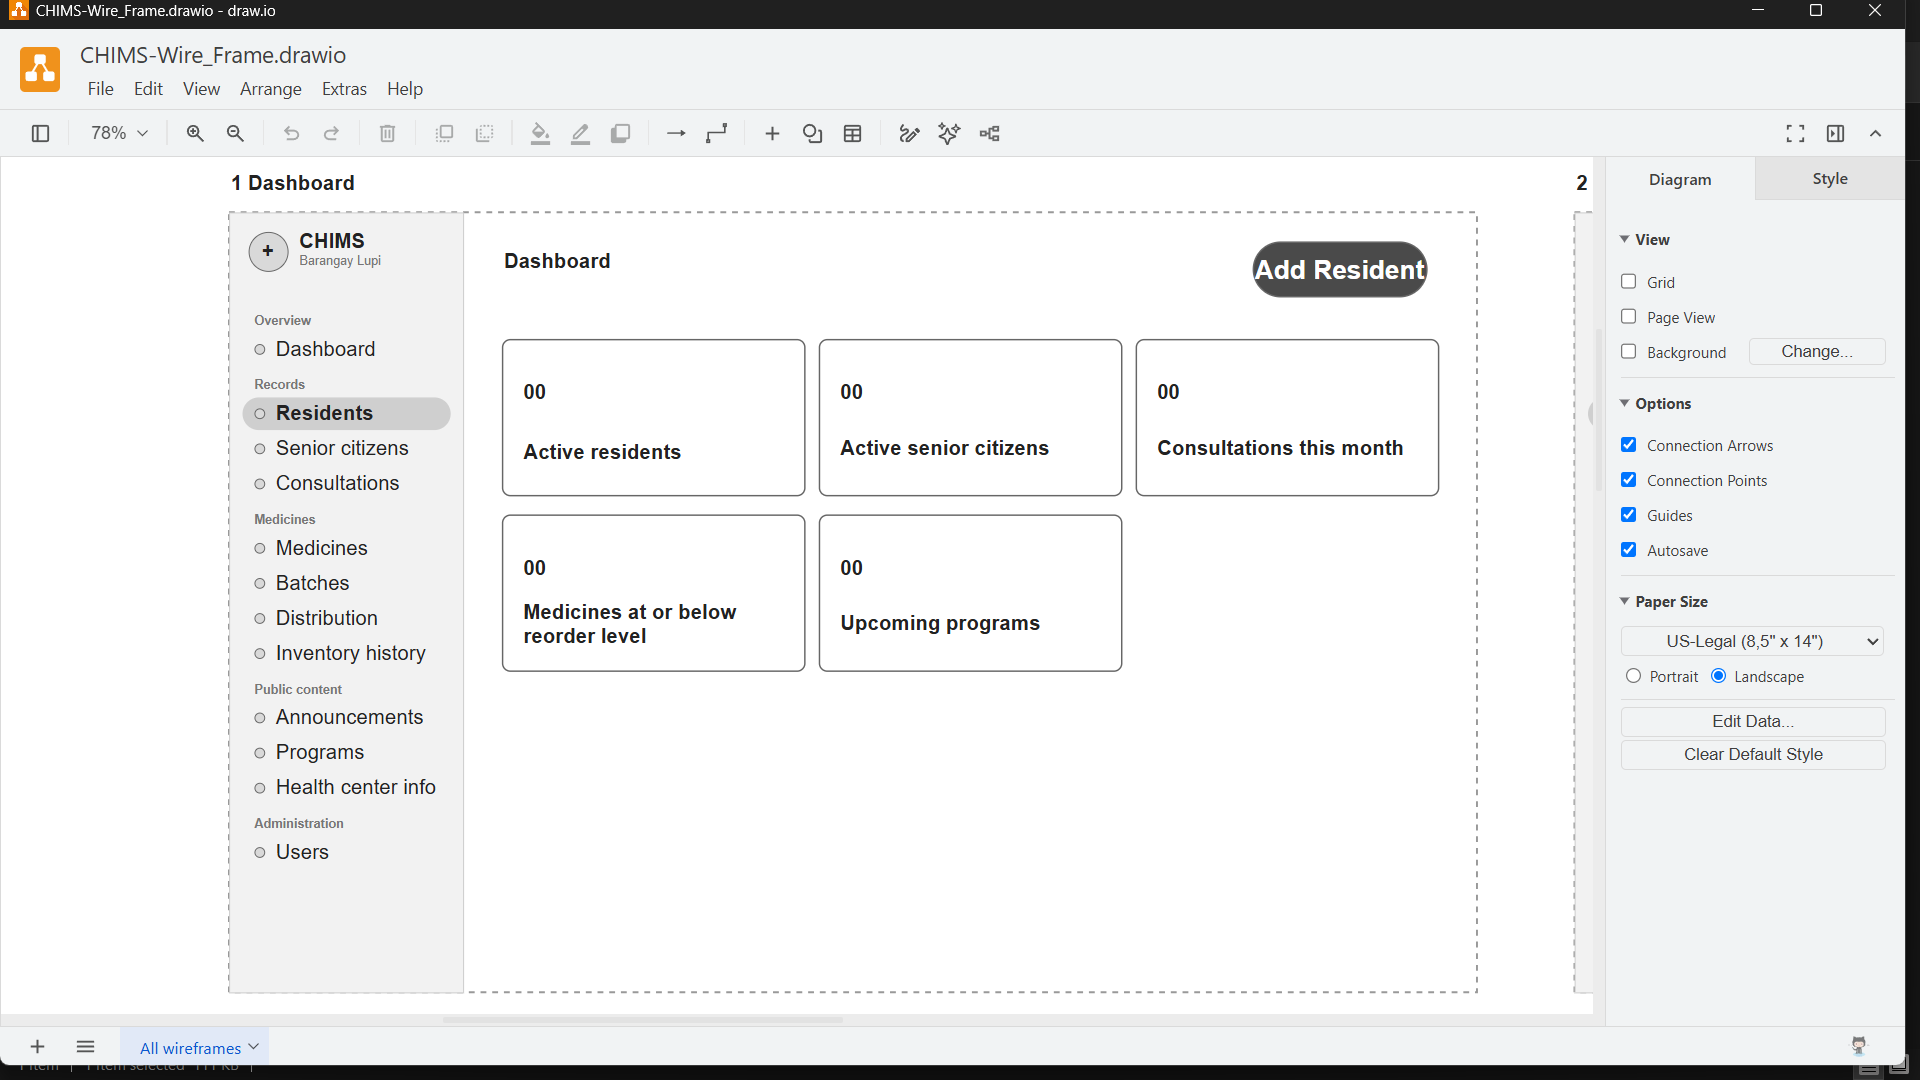 CHIMS-Wire_Frame.drawio - draw.io
CHIMS-Wire_Frame.drawio
File Edit View Arrange Extras Help
78%
1 Dashboard
2
CHIMS
Barangay Lupi
Overview
Dashboard
Records
Residents
Senior citizens
Consultations
Medicines
Medicines
Batches
Distribution
Inventory history
Public content
Announcements
Programs
Health center info
Administration
Users
Dashboard
Add Resident
00
Active residents
00
Active senior citizens
00
Consultations this month
00
Medicines at or below
reorder level
00
Upcoming programs
Diagram
Style
View
Grid
Page View
Background
Change...
Options
Connection Arrows
Connection Points
Guides
Autosave
Paper Size
US-Legal (8,5" x 14")
Portrait
Landscape
Edit Data...
Clear Default Style
All wireframes